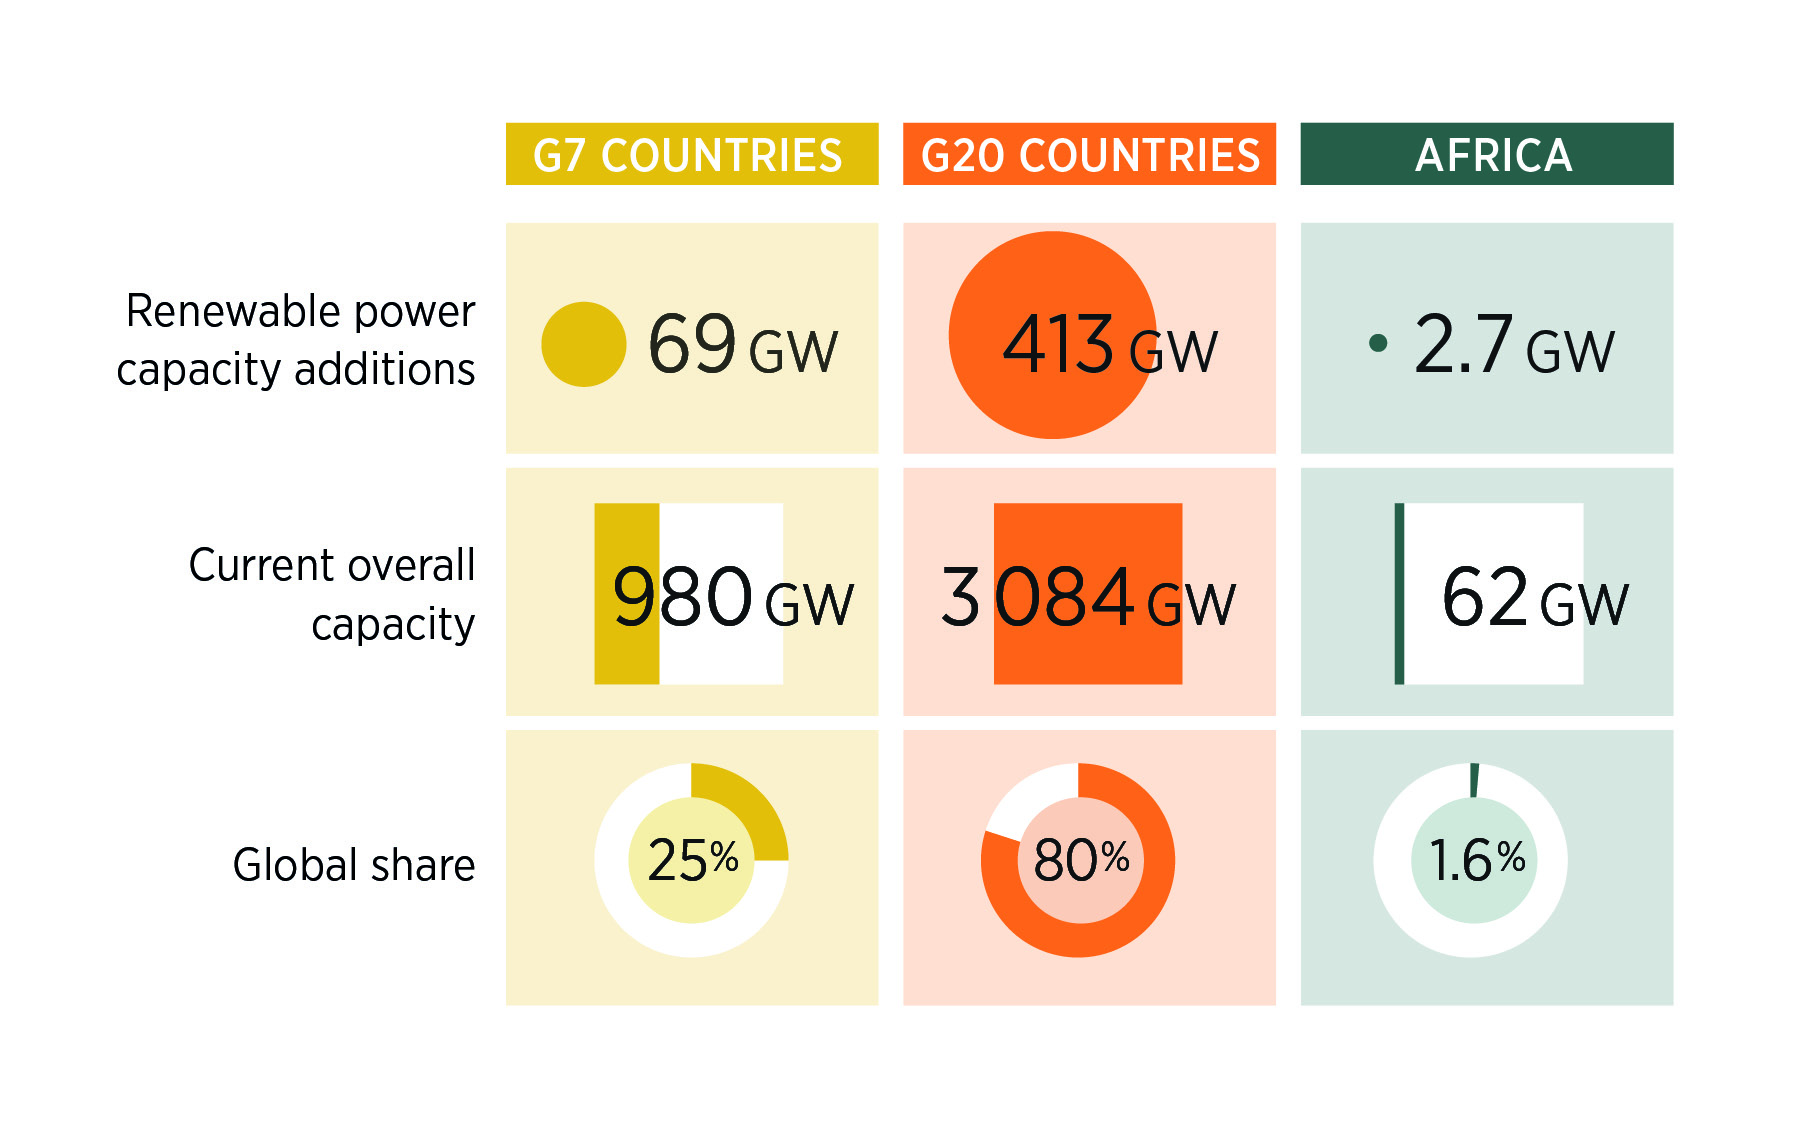 G7 COUNTRIES
G20 COUNTRIES
AFRICA
Renewable power
capacity additions
69 GW
413 GW
2.7 GW
Current overall
capacity
980 GW
3 084 GW
62 GW
Global share
25%
80%
1.6%